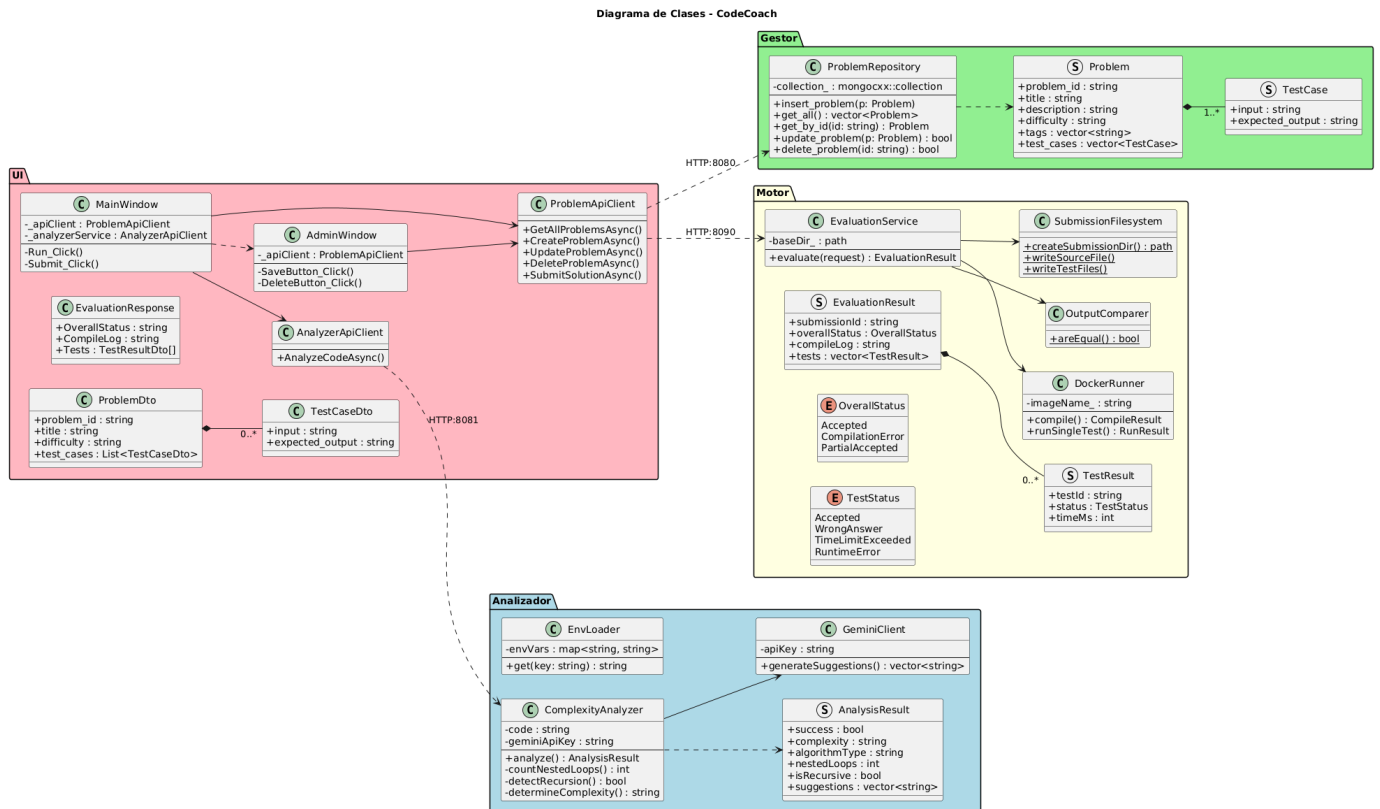 Diagrama de Clases - CodeCoach
Gestor
C ProblemRepository
-collection_ : mongocxx::collection
+insert_problem(p: Problem)
+get_all() : vector<Problem>
+get_by_id(id: string) : Problem
+update_problem(p: Problem) : bool
+delete_problem(id: string) : bool
S Problem
+problem_id : string
+title : string
+description : string
+difficulty : string
+tags : vector<string>
+test_cases : vector<TestCase>
1..*
S TestCase
+input : string
+expected_output : string
HTTP:8080
UI
C MainWindow
-_apiClient : ProblemApiClient
-_analyzerService : AnalyzerApiClient
-Run_Click()
-Submit_Click()
C AdminWindow
-_apiClient : ProblemApiClient
-SaveButton_Click()
-DeleteButton_Click()
C ProblemApiClient
+GetAllProblemsAsync()
+CreateProblemAsync()
+UpdateProblemAsync()
+DeleteProblemAsync()
+SubmitSolutionAsync()
HTTP:8090
C EvaluationResponse
+OverallStatus : string
+CompileLog : string
+Tests : TestResultDto[]
C AnalyzerApiClient
+AnalyzeCodeAsync()
C ProblemDto
+problem_id : string
+title : string
+difficulty : string
+test_cases : List<TestCaseDto>
0..*
C TestCaseDto
+input : string
+expected_output : string
HTTP:8081
Motor
C EvaluationService
-baseDir_ : path
+evaluate(request) : EvaluationResult
C SubmissionFilesystem
+createSubmissionDir() : path
+writeSourceFile()
+writeTestFiles()
S EvaluationResult
+submissionId : string
+overallStatus : OverallStatus
+compileLog : string
+tests : vector<TestResult>
C OutputComparer
+areEqual() : bool
C DockerRunner
-imageName_ : string
+compile() : CompileResult
+runSingleTest() : RunResult
E OverallStatus
Accepted
CompilationError
PartialAccepted
0..*
S TestResult
+testId : string
+status : TestStatus
+timeMs : int
E TestStatus
Accepted
WrongAnswer
TimeLimitExceeded
RuntimeError
Analizador
C EnvLoader
-envVars : map<string, string>
+get(key: string) : string
C GeminiClient
-apiKey : string
+generateSuggestions() : vector<string>
C ComplexityAnalyzer
-code : string
-geminiApiKey : string
+analyze() : AnalysisResult
-countNestedLoops() : int
-detectRecursion() : bool
-determineComplexity() : string
S AnalysisResult
+success : bool
+complexity : string
+algorithmType : string
+nestedLoops : int
+isRecursive : bool
+suggestions : vector<string>